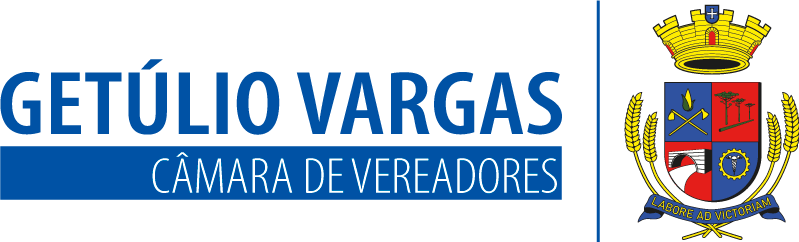 GETÚLIO VARGAS
CÂMARA DE VEREADORES
LABORE AD VICTORIAM